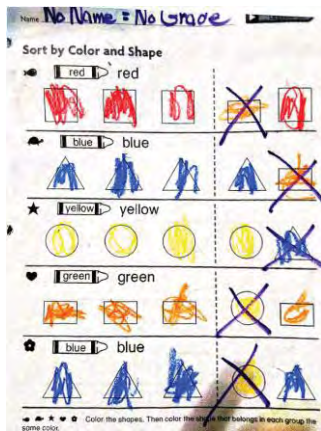 Name No Name = No Grade
Sort by Color and Shape
red red
blue blue
yellow yellow
green green
blue blue
Color the shapes. Then color the shape that belongs in each group the
same color.